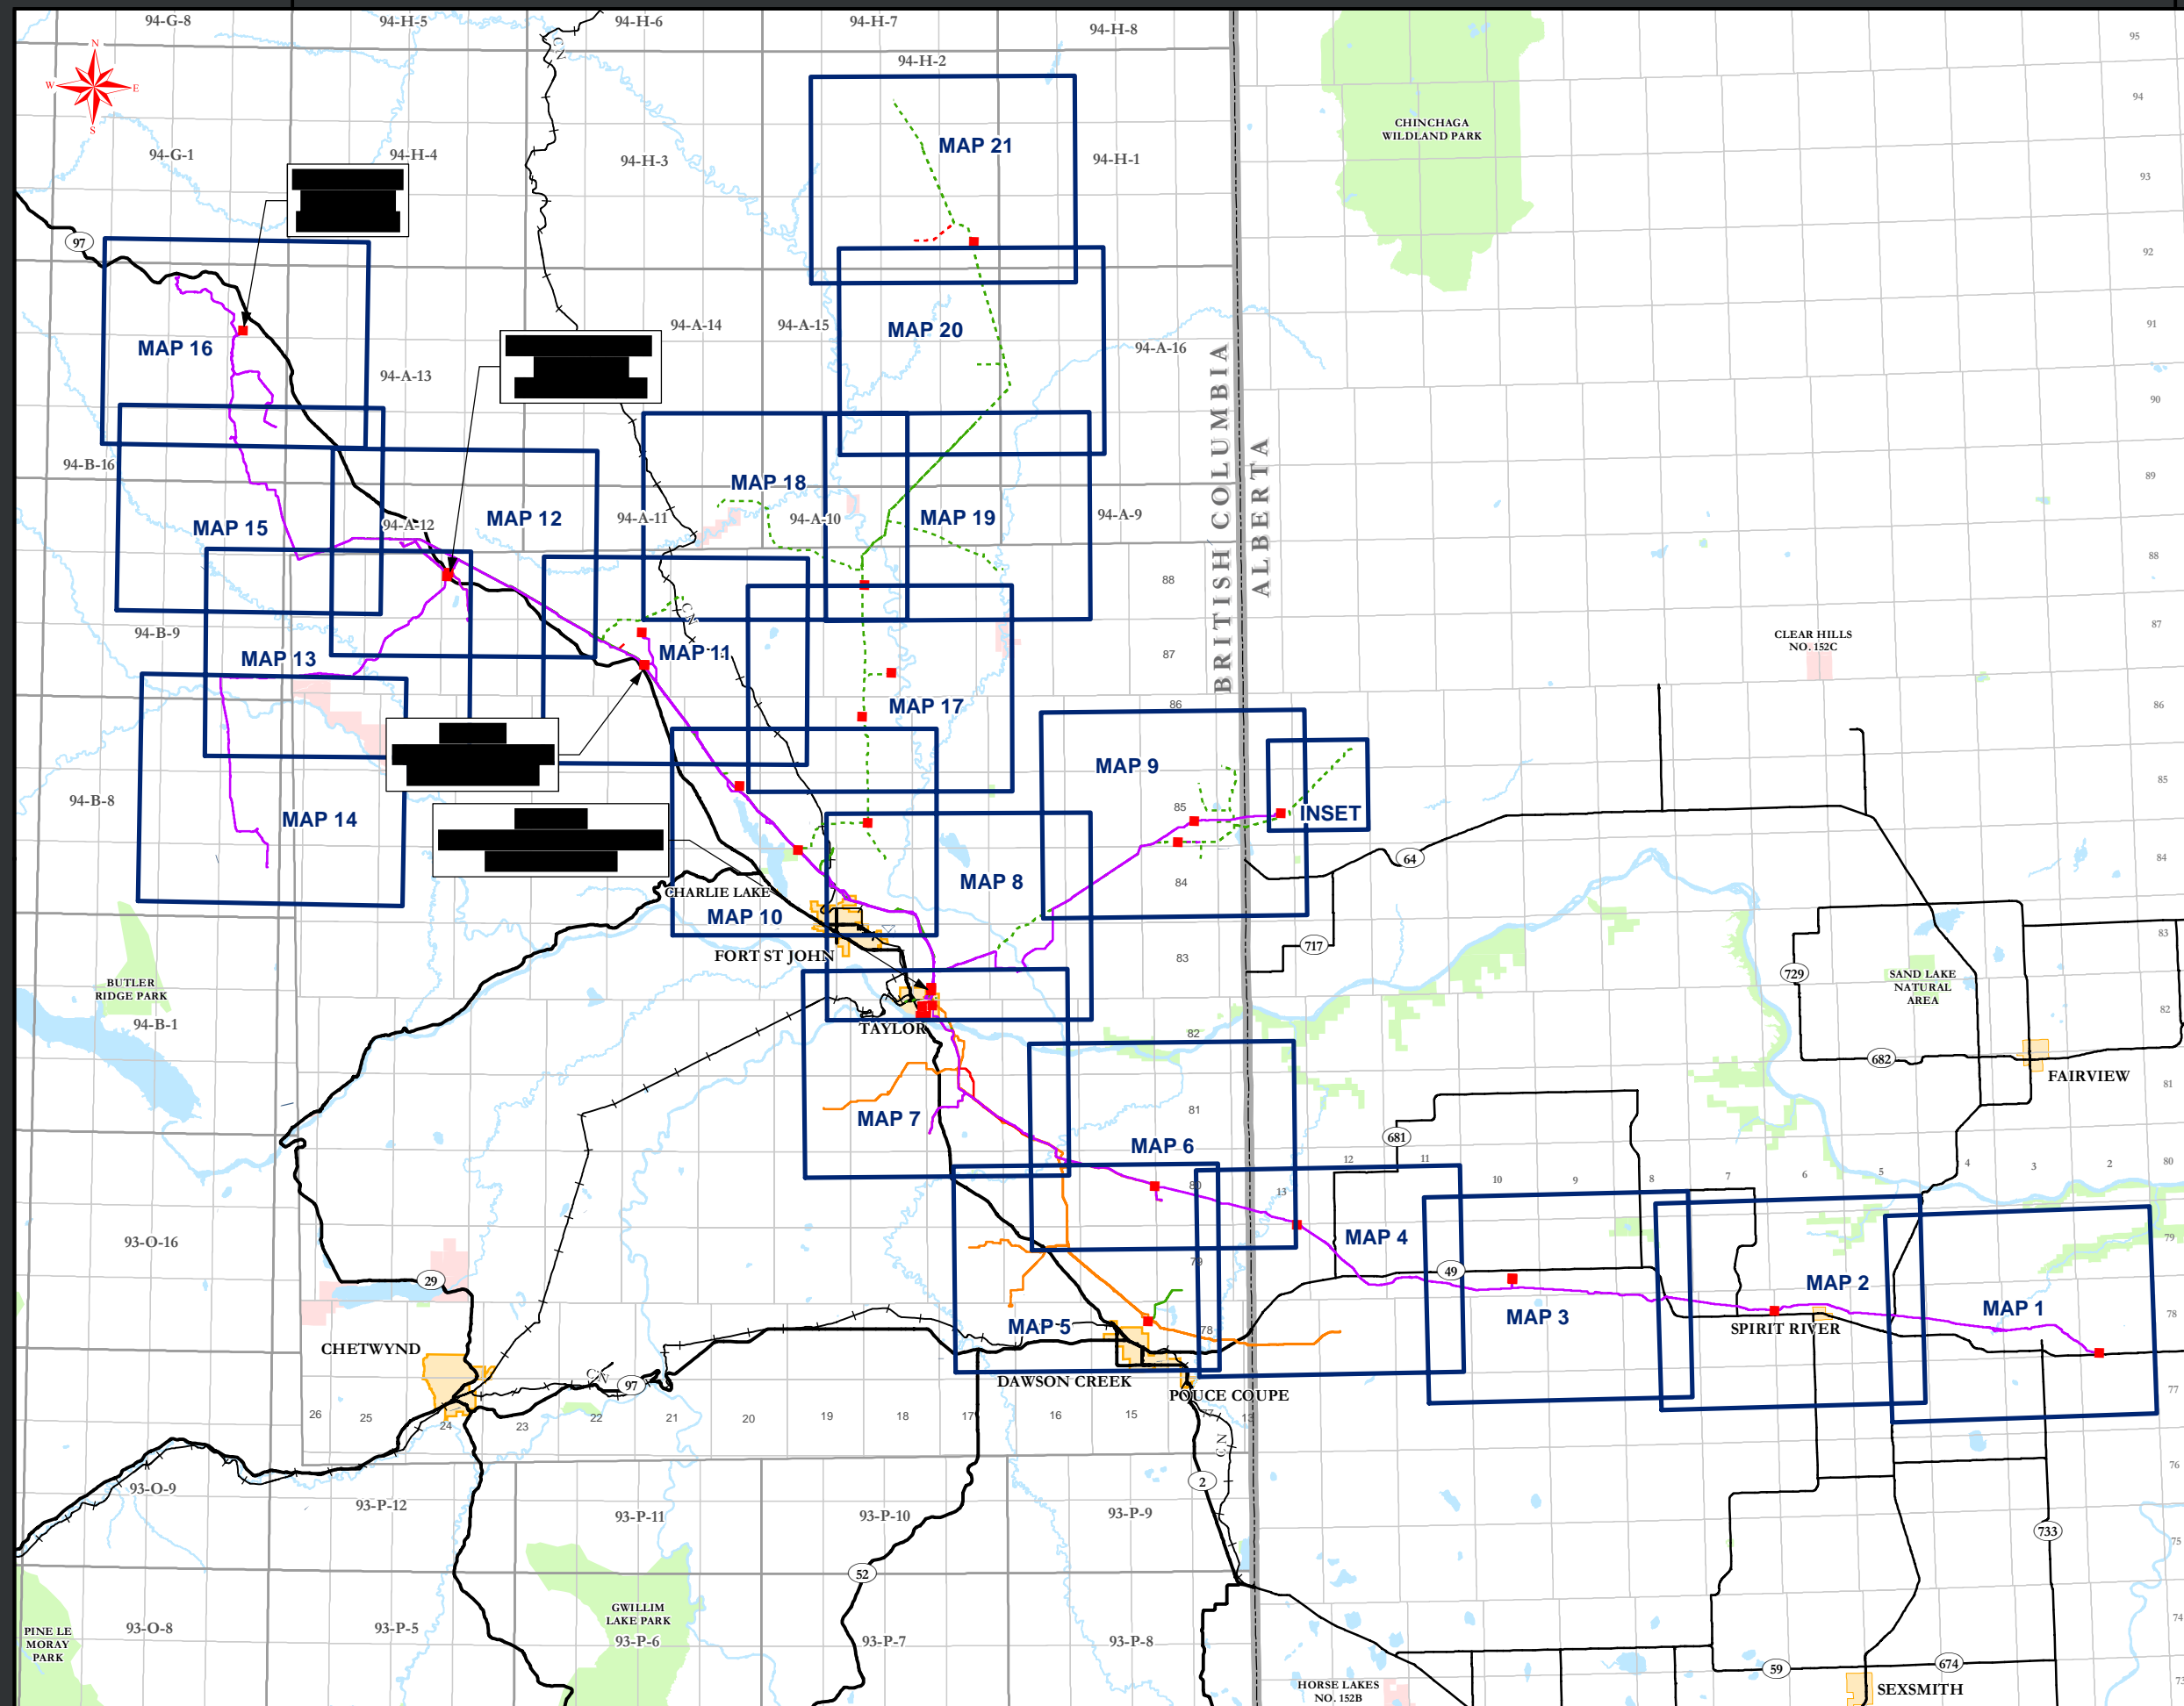 94-G-8
94-H-5
94-H-6
94-H-7
94-H-8
95
CN
94-H-2
N
W
E
S
94
CHINCHAGA
WILDLAND PARK
MAP 21
94-G-1
94-H-4
94-H-3
94-H-1
93
97
92
94-A-14
94-A-15
MAP 20
94-A-16
91
MAP 16
94-A-13
BRITISH COLUMBIA
ALBERTA
90
94-B-16
MAP 18
89
MAP 15
94-A-12
MAP 12
94-A-11
94-A-10
MAP 19
94-A-9
88
88
CN
94-B-9
87
CLEAR HILLS
NO. 152C
MAP 13
MAP 11
87
MAP 17
86
86
MAP 9
85
94-B-8
MAP 14
85
INSET
64
84
MAP 8
84
CHARLIE LAKE
MAP 10
FORT ST JOHN
717
83
83
729
SAND LAKE
NATURAL
AREA
BUTLER
RIDGE PARK
94-B-1
TAYLOR
82
82
682
FAIRVIEW
81
MAP 7
81
681
MAP 6
12
11
10
9
8
7
6
5
4
3
2
80
80
13
93-O-16
MAP 4
79
79
29
49
MAP 2
MAP 3
MAP 1
78
CHETWYND
MAP 5
78
SPIRIT RIVER
DAWSON CREEK
POUCE COUPE
CN
97
77
26
25
24
23
22
21
20
19
18
17
16
15
77
13
CN
76
93-O-9
93-P-12
93-P-11
93-P-10
93-P-9
2
733
75
52
GWILLIM
LAKE PARK
93-P-6
93-O-8
93-P-5
93-P-7
93-P-8
74
PINE LE
MORAY
PARK
59
674
SEXSMITH
HORSE LAKES
NO. 152B